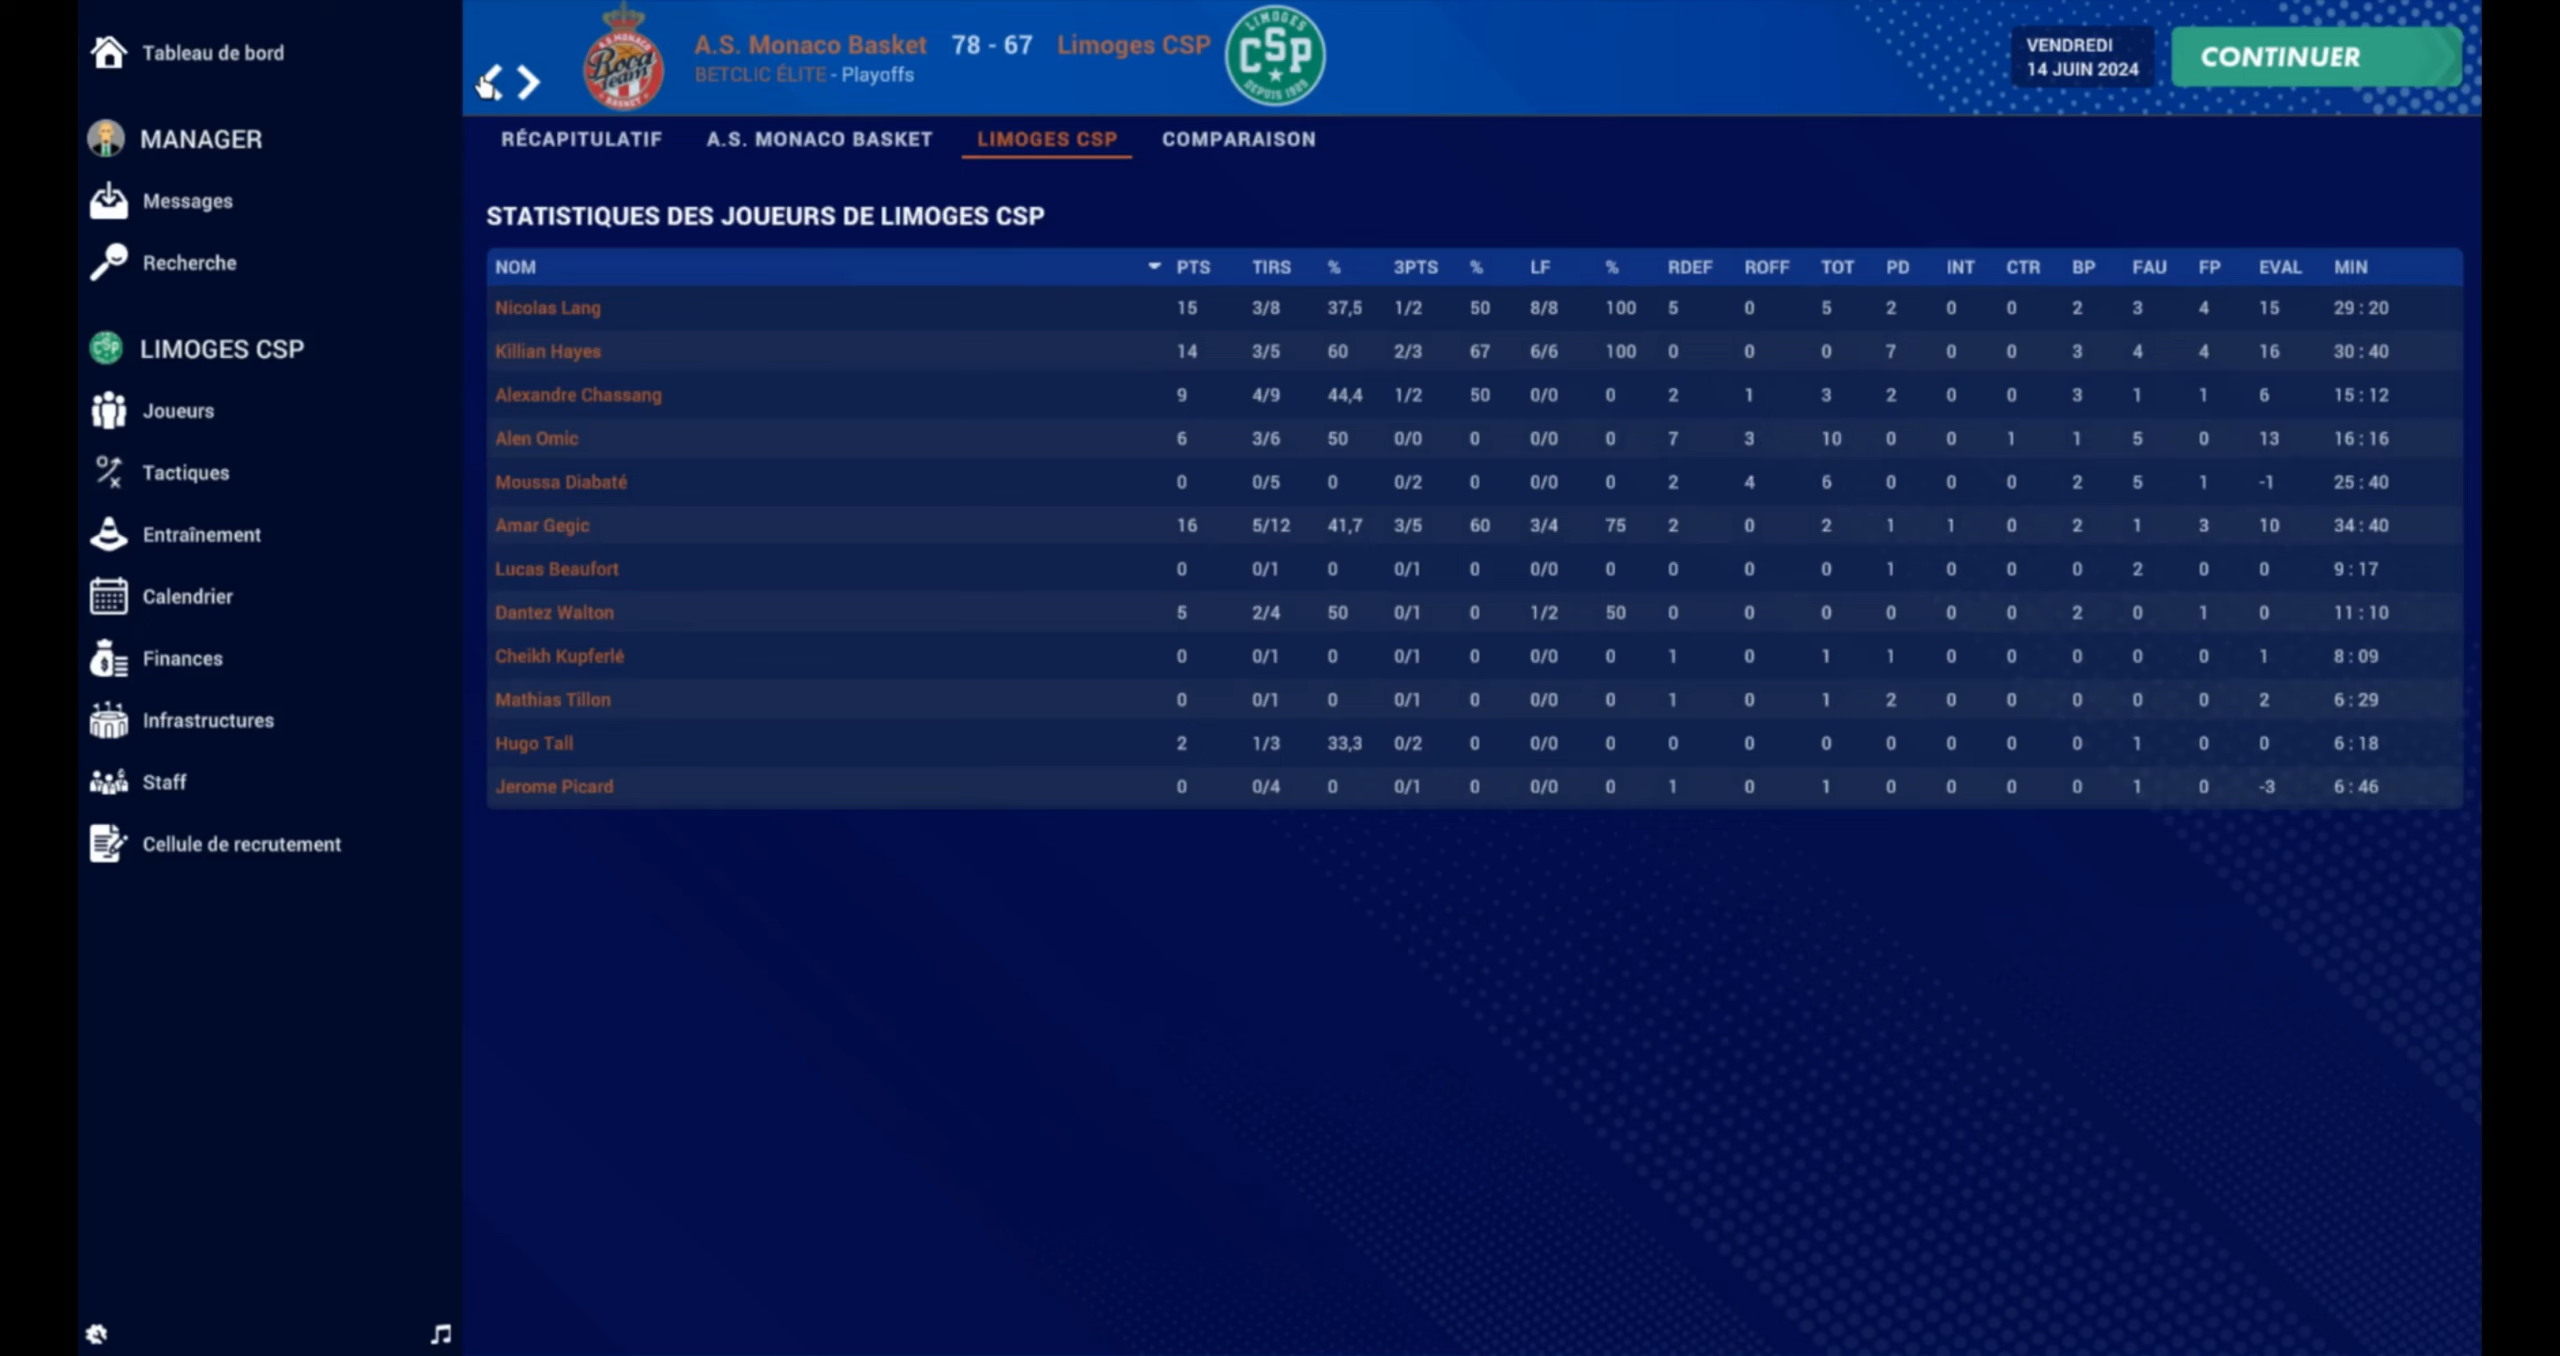 Tableau de bord
MANAGER
Messages
Recherche
LIMOGES CSP
Joueurs
Tactiques
Entraînement
Calendrier
Finances
Infrastructures
Staff
Cellule de recrutement
A.S. MONACO
Roca
Team
BASKET
A.S. Monaco Basket 78 - 67 Limoges CSP
BETCLIC ÉLITE - Playoffs
LIMOGES
CSP
DEPUIS 1929
VENDREDI
14 JUIN 2024
CONTINUER
RÉCAPITULATIF A.S. MONACO BASKET LIMOGES CSP COMPARAISON
STATISTIQUES DES JOUEURS DE LIMOGES CSP
NOM PTS TIRS % 3PTS % LF % RDEF ROFF TOT PD INT CTR BP FAU FP EVAL MIN
Nicolas Lang 15 3/8 37,5 1/2 50 8/8 100 5 0 5 2 0 0 2 3 4 15 29:20
Killian Hayes 14 3/5 60 2/3 67 6/6 100 0 0 0 7 0 0 3 4 4 16 30:40
Alexandre Chassang 9 4/9 44,4 1/2 50 0/0 0 2 1 3 2 0 0 3 1 1 6 15:12
Alen Omic 6 3/6 50 0/0 0 0/0 0 7 3 10 0 0 1 1 5 0 13 16:16
Moussa Diabaté 0 0/5 0 0/2 0 0/0 0 2 4 6 0 0 0 2 5 1 -1 25:40
Amar Gegic 16 5/12 41,7 3/5 60 3/4 75 2 0 2 1 1 0 2 1 3 10 34:40
Lucas Beaufort 0 0/1 0 0/1 0 0/0 0 0 0 0 1 0 0 0 2 0 0 9:17
Dantez Walton 5 2/4 50 0/1 0 1/2 50 0 0 0 0 0 0 2 0 1 0 11:10
Cheikh Kupferlé 0 0/1 0 0/1 0 0/0 0 1 0 1 1 0 0 0 0 0 1 8:09
Mathias Tillon 0 0/1 0 0/1 0 0/0 0 1 0 1 2 0 0 0 0 0 2 6:29
Hugo Tall 2 1/3 33,3 0/2 0 0/0 0 0 0 0 0 0 0 0 1 0 0 6:18
Jerome Picard 0 0/4 0 0/1 0 0/0 0 1 0 1 0 0 0 0 1 0 -3 6:46